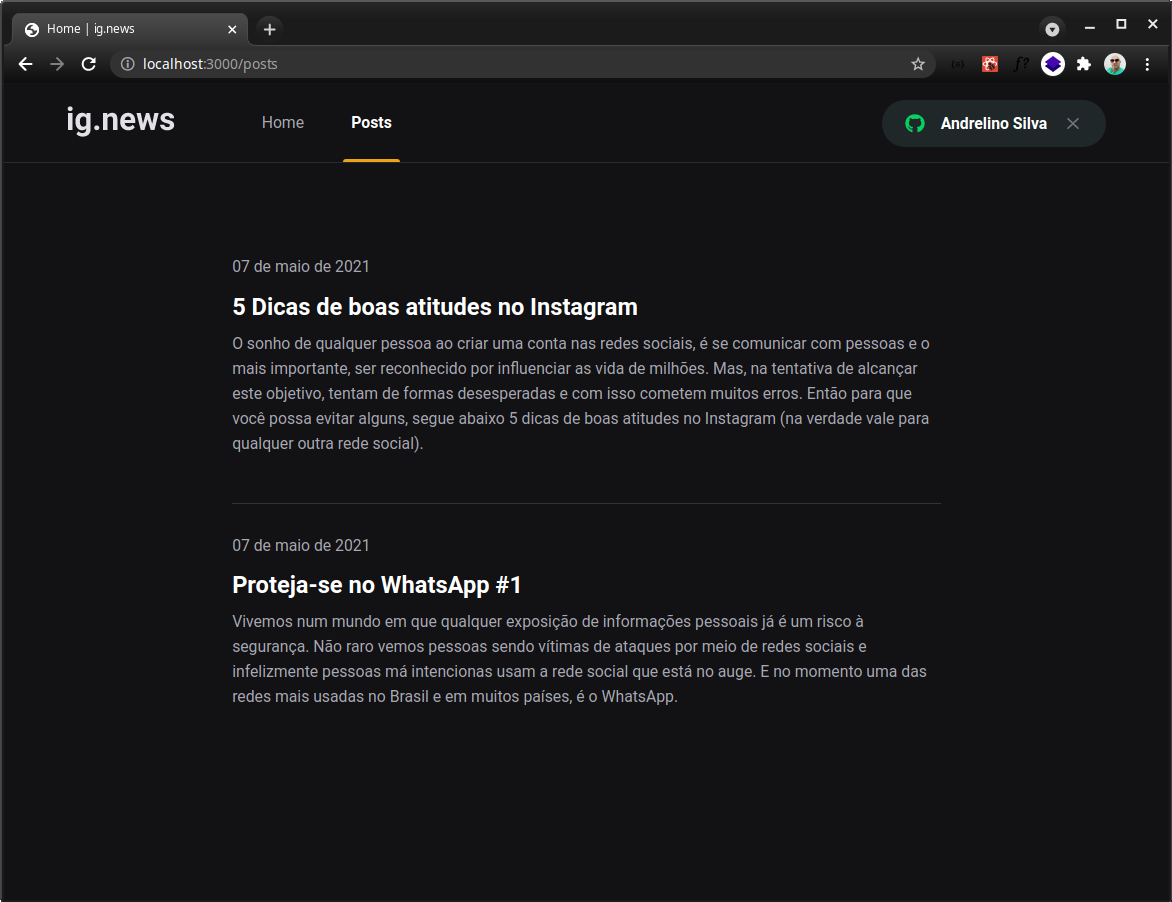 Home | ig.news
localhost:3000/posts
ig.news
Home
Posts
Andrelino Silva
07 de maio de 2021
5 Dicas de boas atitudes no Instagram
O sonho de qualquer pessoa ao criar uma conta nas redes sociais, é se comunicar com pessoas e o
mais importante, ser reconhecido por influenciar as vida de milhões. Mas, na tentativa de alcançar
este objetivo, tentam de formas desesperadas e com isso cometem muitos erros. Então para que
você possa evitar alguns, segue abaixo 5 dicas de boas atitudes no Instagram (na verdade vale para
qualquer outra rede social).
07 de maio de 2021
Proteja-se no WhatsApp #1
Vivemos num mundo em que qualquer exposição de informações pessoais já é um risco à
segurança. Não raro vemos pessoas sendo vítimas de ataques por meio de redes sociais e
infelizmente pessoas má intencionas usam a rede social que está no auge. E no momento uma das
redes mais usadas no Brasil e em muitos países, é o WhatsApp.